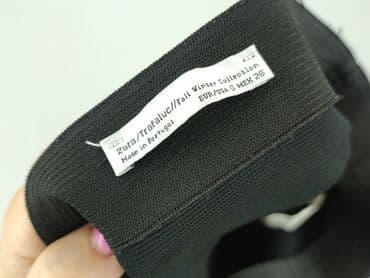 Zara/Trafaluc//Fall Winter Collection
Made in Portugal
EUR/USA S MEX 26